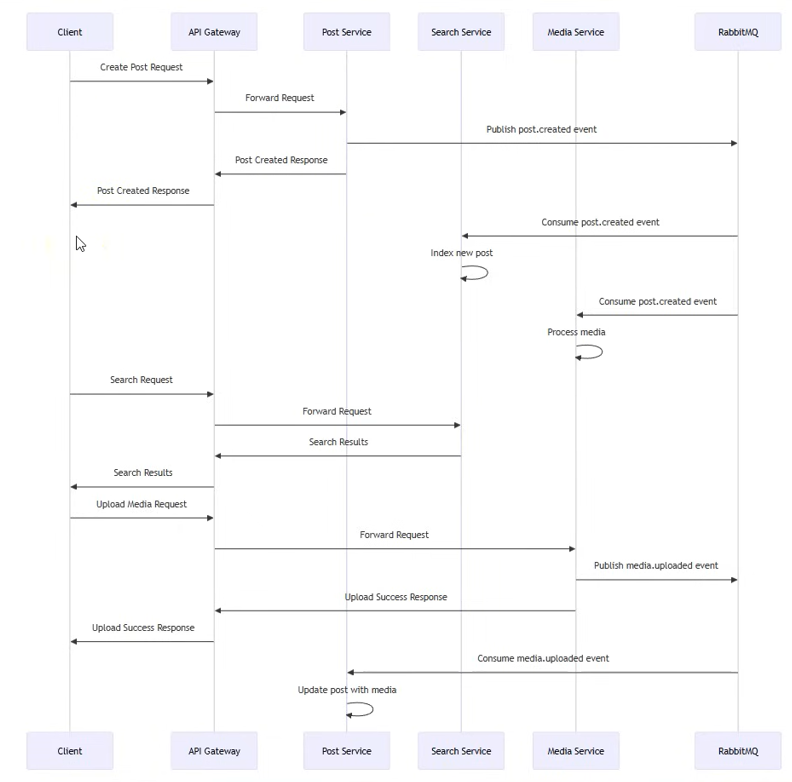 Client API Gateway Post Service Search Service Media Service RabbitMQ
Create Post Request
Forward Request
Publish post.created event
Post Created Response
Post Created Response
Consume post.created event
Index new post
Consume post.created event
Process media
Search Request
Forward Request
Search Results
Search Results
Upload Media Request
Forward Request
Publish media.uploaded event
Upload Success Response
Upload Success Response
Consume media.uploaded event
Update post with media
Client API Gateway Post Service Search Service Media Service RabbitMQ